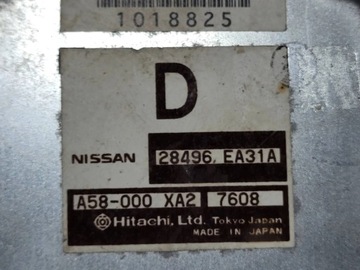 1018825
D
NISSAN 28496 EA31A
A58-000 XA2 7608
Hitachi, Ltd. Tokyo Japan
MADE IN JAPAN